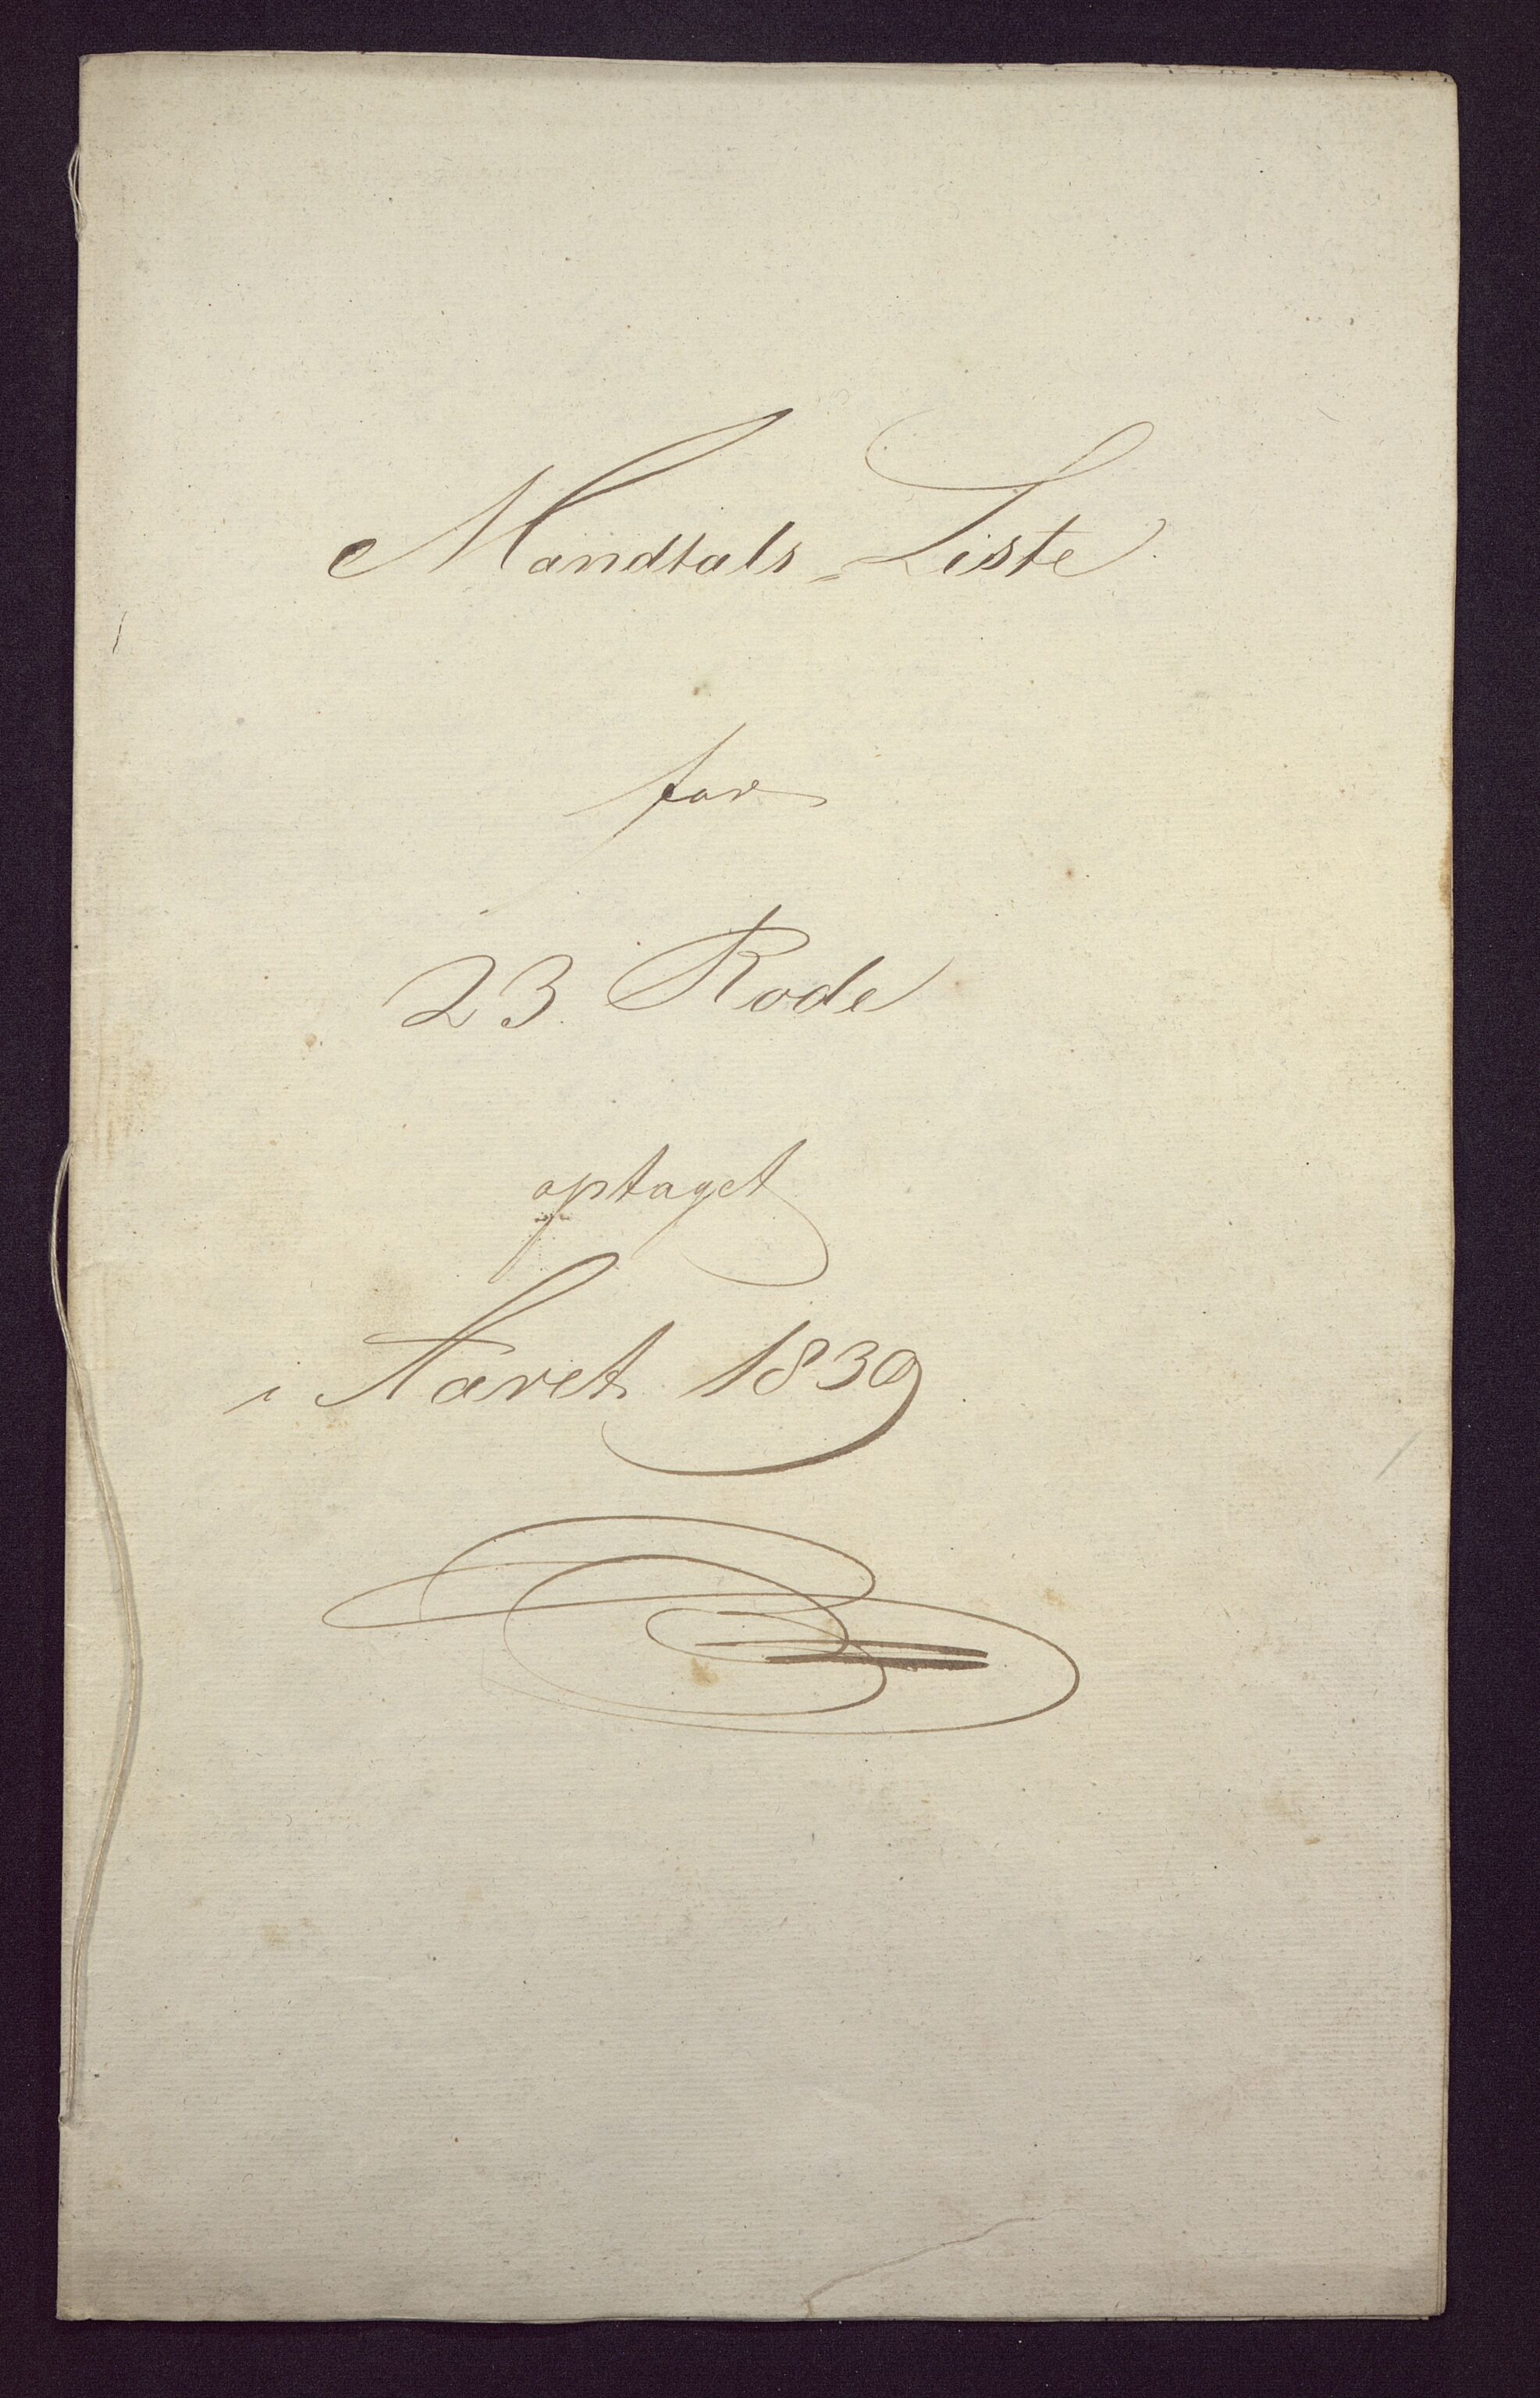 Mandtals-Liste
for
23. Rode
optaget
i Aaret 1839.